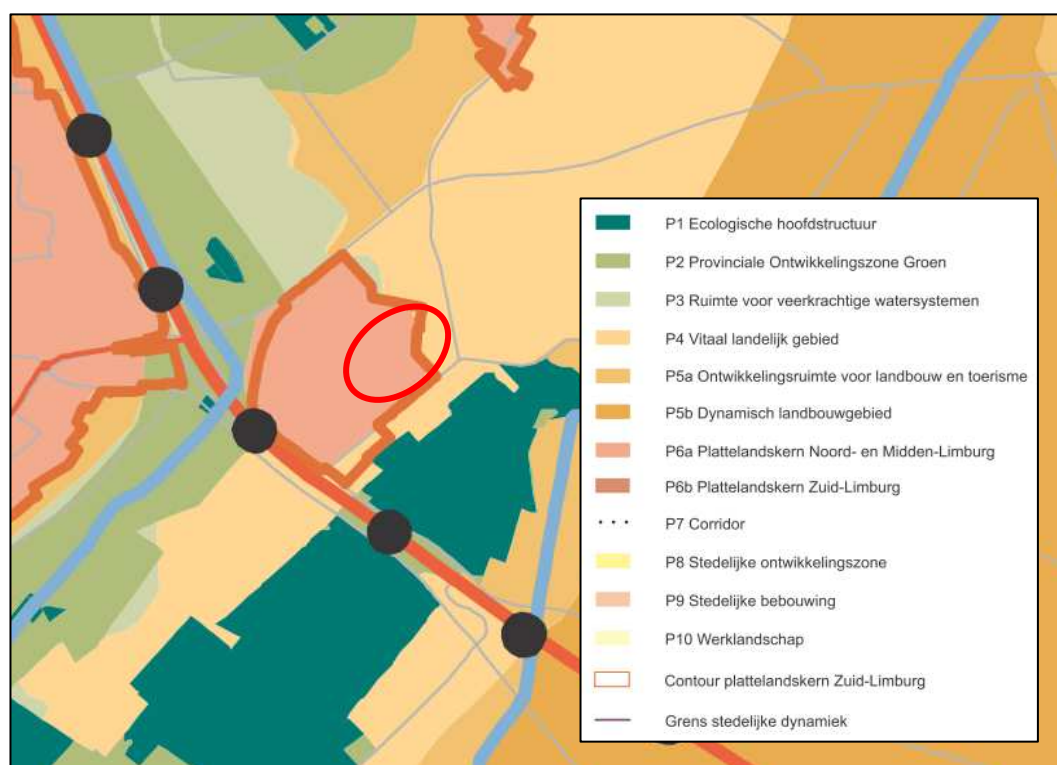 P1 Ecologische hoofdstructuur
P2 Provinciale Ontwikkelingszone Groen
P3 Ruimte voor veerkrachtige watersystemen
P4 Vitaal landelijk gebied
P5a Ontwikkelingsruimte voor landbouw en toerisme
P5b Dynamisch landbouwgebied
P6a Plattelandskern Noord- en Midden-Limburg
P6b Plattelandskern Zuid-Limburg
P7 Corridor
P8 Stedelijke ontwikkelingszone
P9 Stedelijke bebouwing
P10 Werklandschap
Contour plattelandskern Zuid-Limburg
Grens stedelijke dynamiek